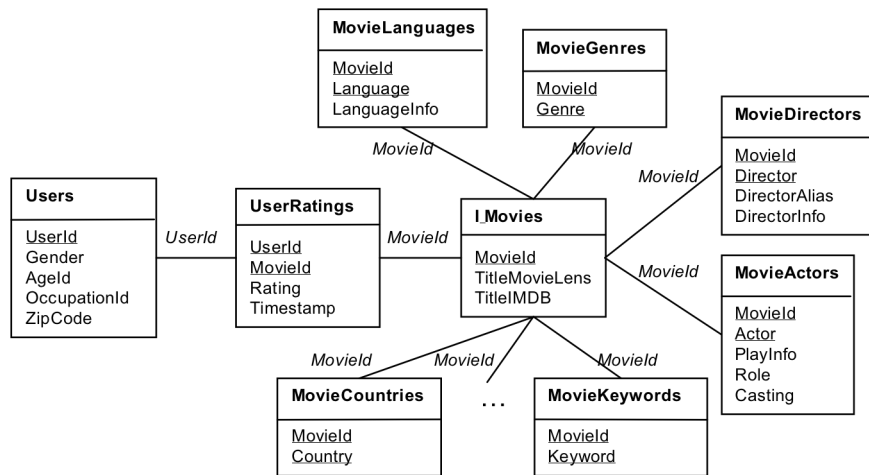 MovieLanguages
MovieId
Language
LanguageInfo
MovieGenres
MovieId
Genre
MovieDirectors
MovieId
Director
DirectorAlias
DirectorInfo
MovieId
MovieId
MovieId
Users
UserId
Gender
AgeId
OccupationId
ZipCode
UserId
UserRatings
UserId
MovieId
Rating
Timestamp
MovieId
I_Movies
MovieId
TitleMovieLens
TitleIMDB
MovieId
MovieActors
MovieId
Actor
PlayInfo
Role
Casting
MovieId
MovieId
MovieId
MovieCountries
MovieId
Country
...
MovieKeywords
MovieId
Keyword